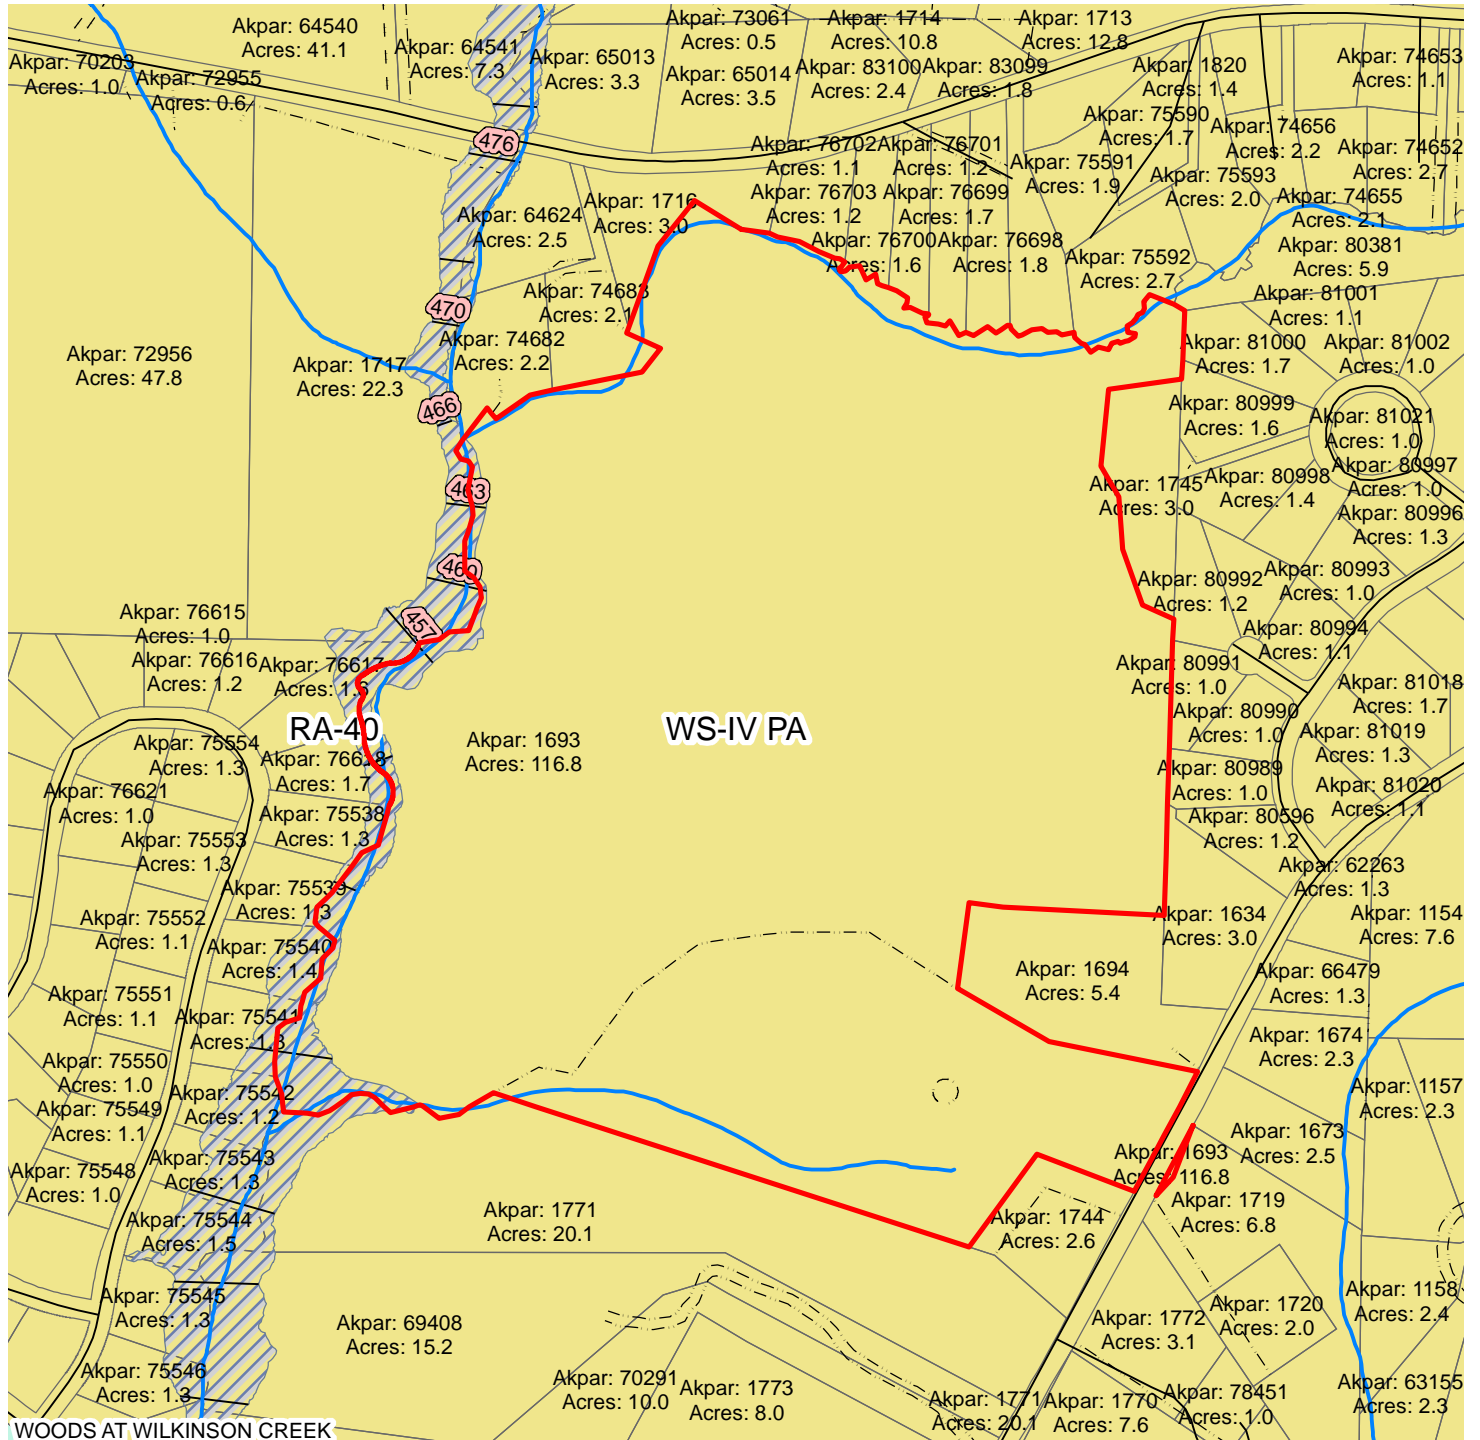 Akpar: 64540
Acres: 41.1
Akpar: 64541
Acres: 7.3
Akpar: 65013
Acres: 3.3
Akpar: 73061
Acres: 0.5
Akpar: 1714
Acres: 10.8
Akpar: 1713
Acres: 12.8
Akpar: 70203
Acres: 1.0
Akpar: 72955
Acres: 0.6
Akpar: 65014
Acres: 3.5
Akpar: 83100
Acres: 2.4
Akpar: 83099
Acres: 1.8
Akpar: 1820
Acres: 1.4
Akpar: 74653
Acres: 1.1
476
Akpar: 76702
Acres: 1.1
Akpar: 76701
Acres: 1.2
Akpar: 75590
Acres: 1.7
Akpar: 74656
Acres: 2.2
Akpar: 74652
Acres: 2.7
Akpar: 75591
Acres: 1.9
Akpar: 75593
Acres: 2.0
Akpar: 64624
Acres: 2.5
Akpar: 1716
Acres: 3.0
Akpar: 76703
Acres: 1.2
Akpar: 76699
Acres: 1.7
Akpar: 74655
Acres: 2.1
Akpar: 76700
Acres: 1.6
Akpar: 76698
Acres: 1.8
Akpar: 75592
Acres: 2.7
Akpar: 80381
Acres: 5.9
470
Akpar: 74683
Acres: 2.1
Akpar: 81001
Acres: 1.1
Akpar: 72956
Acres: 47.8
Akpar: 1717
Acres: 22.3
Akpar: 74682
Acres: 2.2
Akpar: 81000
Acres: 1.7
Akpar: 81002
Acres: 1.0
466
Akpar: 80999
Acres: 1.6
Akpar: 81021
Acres: 1.0
463
Akpar: 1745
Acres: 3.0
Akpar: 80998
Acres: 1.4
Akpar: 80997
Acres: 1.0
Akpar: 80996
Acres: 1.3
460
Akpar: 80992
Acres: 1.2
Akpar: 80993
Acres: 1.0
457
Akpar: 76615
Acres: 1.0
Akpar: 80994
Acres: 1.1
Akpar: 76616
Acres: 1.2
Akpar: 76617
Acres: 1.6
Akpar: 80991
Acres: 1.0
Akpar: 81018
Acres: 1.7
RA-40
WS-IV PA
Akpar: 80990
Acres: 1.0
Akpar: 81019
Acres: 1.3
Akpar: 75554
Acres: 1.3
Akpar: 76618
Acres: 1.7
Akpar: 1693
Acres: 116.8
Akpar: 80989
Acres: 1.0
Akpar: 81020
Acres: 1.1
Akpar: 76621
Acres: 1.0
Akpar: 75538
Acres: 1.3
Akpar: 80596
Acres: 1.2
Akpar: 75553
Acres: 1.3
Akpar: 62263
Acres: 1.3
Akpar: 75539
Acres: 1.3
Akpar: 75552
Acres: 1.1
Akpar: 1634
Acres: 3.0
Akpar: 1154
Acres: 7.6
Akpar: 75540
Acres: 1.4
Akpar: 1694
Acres: 5.4
Akpar: 66479
Acres: 1.3
Akpar: 75551
Acres: 1.1
Akpar: 75541
Acres: 1.3
Akpar: 1674
Acres: 2.3
Akpar: 75550
Acres: 1.0
Akpar: 75542
Acres: 1.2
Akpar: 1157
Acres: 2.3
Akpar: 75549
Acres: 1.1
Akpar: 1673
Acres: 2.5
Akpar: 75548
Acres: 1.0
Akpar: 75543
Acres: 1.3
Akpar: 1693
Acres: 116.8
Akpar: 1719
Acres: 6.8
Akpar: 75544
Acres: 1.5
Akpar: 1771
Acres: 20.1
Akpar: 1744
Acres: 2.6
Akpar: 75545
Acres: 1.3
Akpar: 1158
Acres: 2.4
Akpar: 69408
Acres: 15.2
Akpar: 1772
Acres: 3.1
Akpar: 1720
Acres: 2.0
Akpar: 75546
Acres: 1.3
Akpar: 70291
Acres: 10.0
Akpar: 1773
Acres: 8.0
Akpar: 1771
Acres: 20.1
Akpar: 1770
Acres: 7.6
Akpar: 78451
Acres: 1.0
Akpar: 63155
Acres: 2.3
WOODS AT WILKINSON CREEK